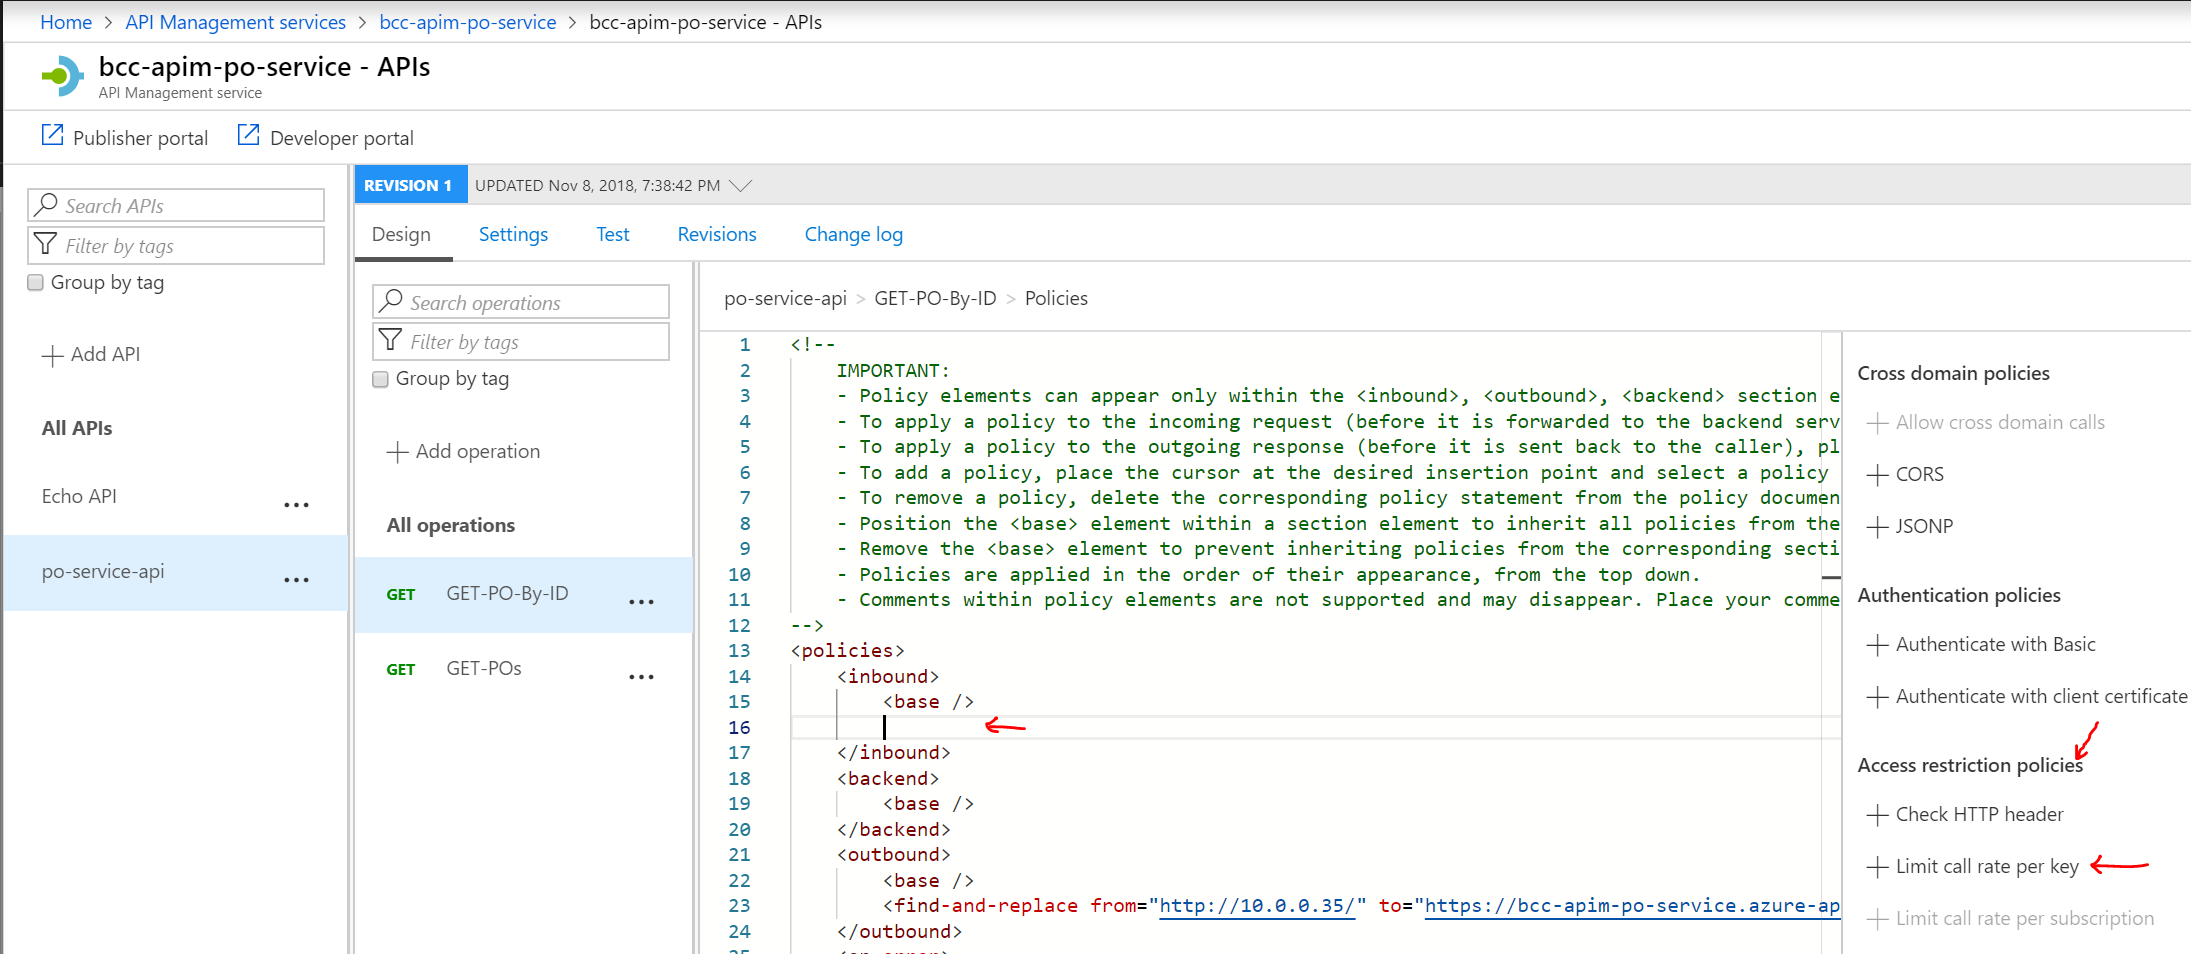 Home > API Management services > bcc-apim-po-service > bcc-apim-po-service - APIs
bcc-apim-po-service - APIs
API Management service
Publisher portal
Developer portal
Search APIs
Filter by tags
Group by tag
Add API
All APIs
Echo API
...
po-service-api
...
REVISION 1
UPDATED Nov 8, 2018, 7:38:42 PM
Design
Settings
Test
Revisions
Change log
Search operations
Filter by tags
Group by tag
Add operation
All operations
GET GET-PO-By-ID ...
GET GET-POs ...
po-service-api > GET-PO-By-ID > Policies
1 <!--
2 IMPORTANT:
3 - Policy elements can appear only within the <inbound>, <outbound>, <backend> section e
4 - To apply a policy to the incoming request (before it is forwarded to the backend serv
5 - To apply a policy to the outgoing response (before it is sent back to the caller), pl
6 - To add a policy, place the cursor at the desired insertion point and select a policy
7 - To remove a policy, delete the corresponding policy statement from the policy documen
8 - Position the <base> element within a section element to inherit all policies from the
9 - Remove the <base> element to prevent inheriting policies from the corresponding secti
10 - Policies are applied in the order of their appearance, from the top down.
11 - Comments within policy elements are not supported and may disappear. Place your comme
12 -->
13 <policies>
14 <inbound>
15 <base />
16
17 </inbound>
18 <backend>
19 <base />
20 </backend>
21 <outbound>
22 <base />
23 <find-and-replace from="http://10.0.0.35/" to="https://bcc-apim-po-service.azure-ap
24 </outbound>
Cross domain policies
Allow cross domain calls
CORS
JSONP
Authentication policies
Authenticate with Basic
Authenticate with client certificate
Access restriction policies
Check HTTP header
Limit call rate per key
Limit call rate per subscription